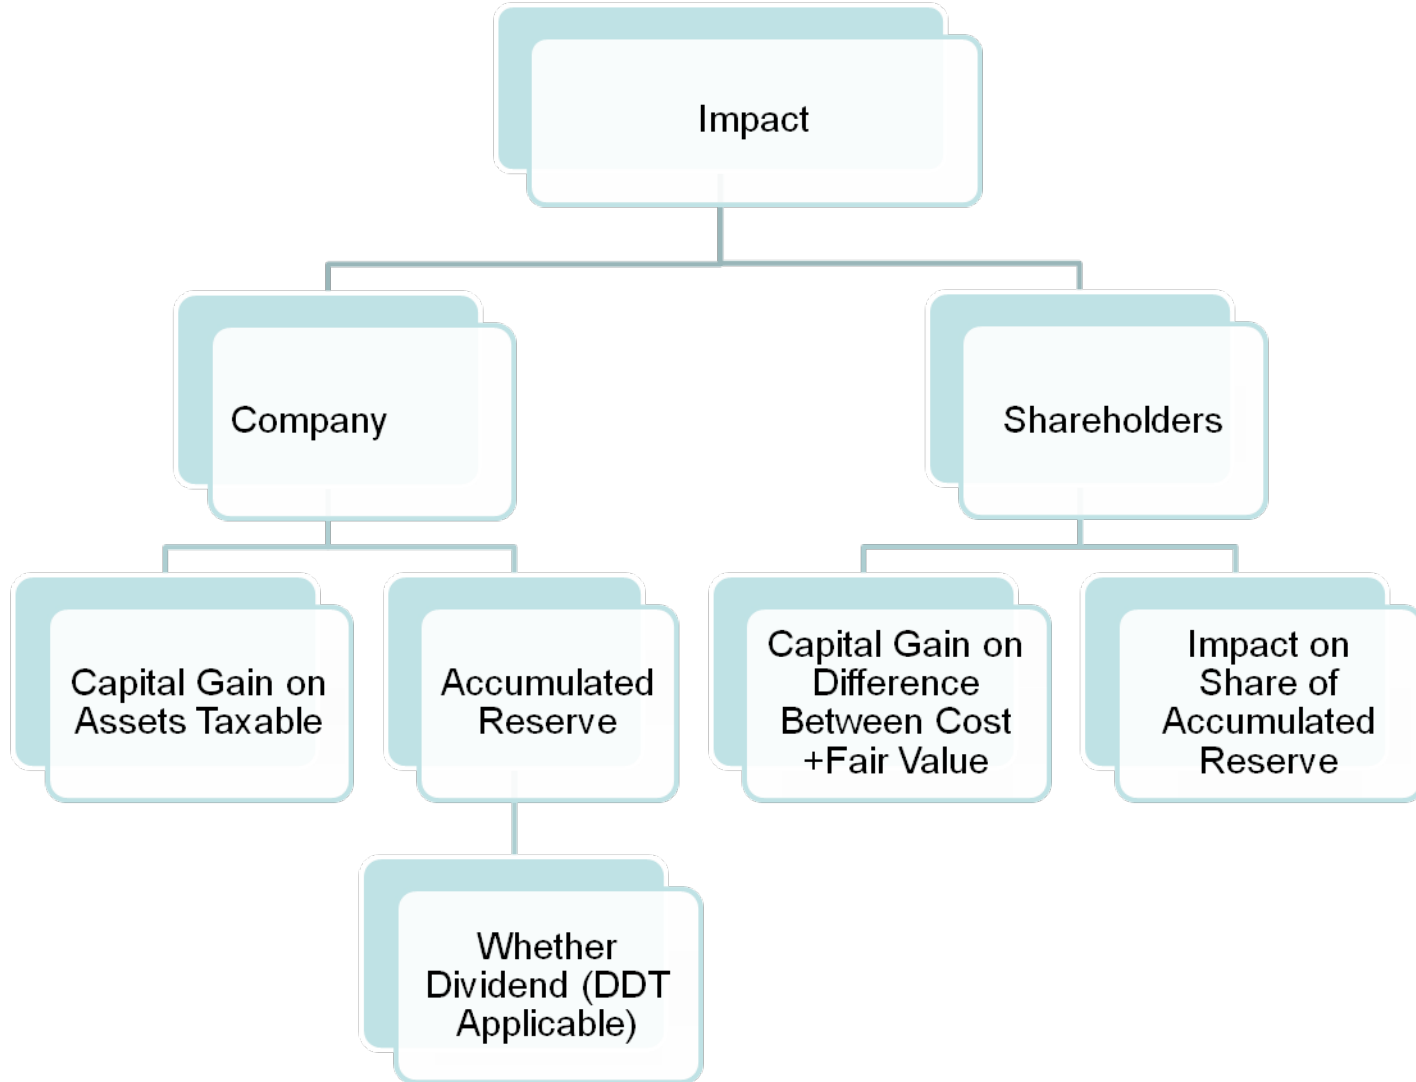 Impact
Company
Shareholders
Capital Gain on
Assets Taxable
Accumulated
Reserve
Capital Gain on
Difference
Between Cost
+Fair Value
Impact on
Share of
Accumulated
Reserve
Whether
Dividend (DDT
Applicable)